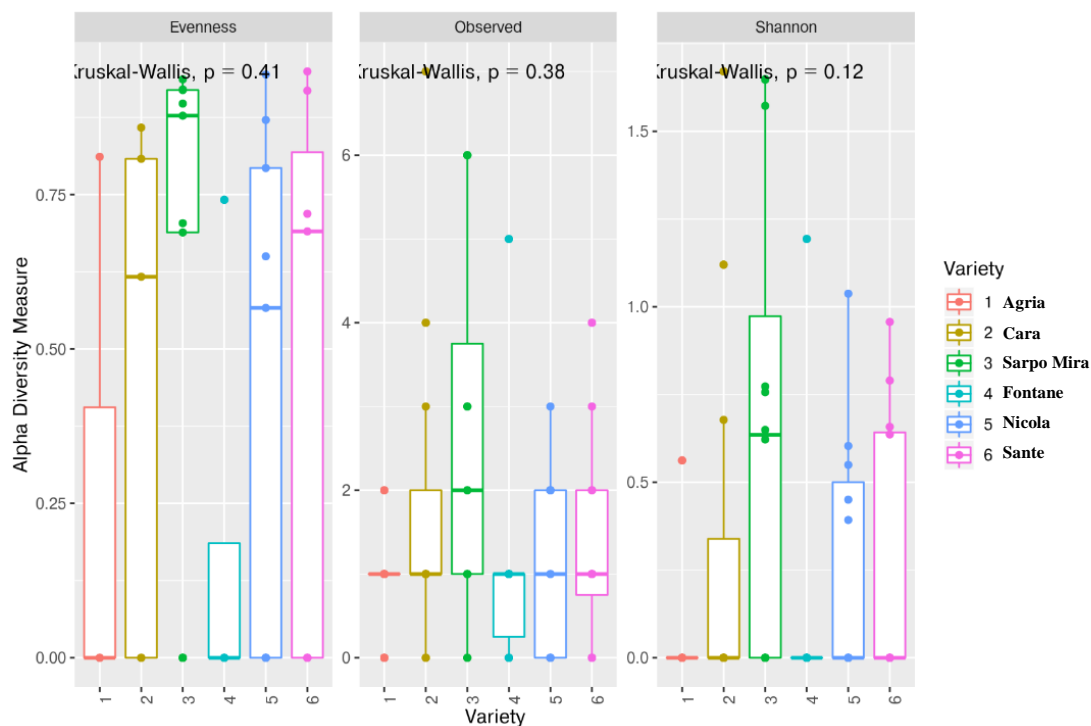 Evenness
Observed
Shannon
Kruskal-Wallis, p = 0.41
Kruskal-Wallis, p = 0.38
Kruskal-Wallis, p = 0.12
Alpha Diversity Measure
0.75
0.50
0.25
0.00
6
4
2
0
1.5
1.0
0.5
0.0
1 2 3 4 5 6
1 2 3 4 5 6
1 2 3 4 5 6
Variety
Variety
1 Agria
2 Cara
3 Sarpo Mira
4 Fontane
5 Nicola
6 Sante